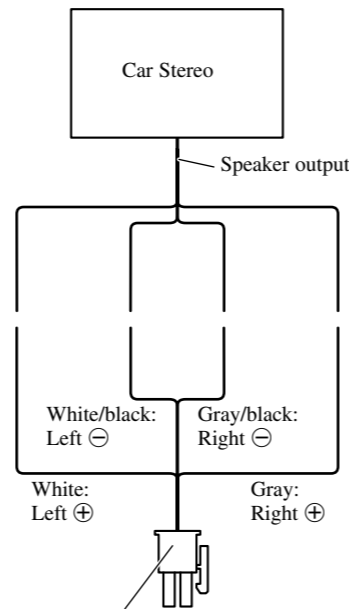 Car Stereo
Speaker output
White/black:
Left ⊖
Gray/black:
Right ⊖
White:
Left ⊕
Gray:
Right ⊕